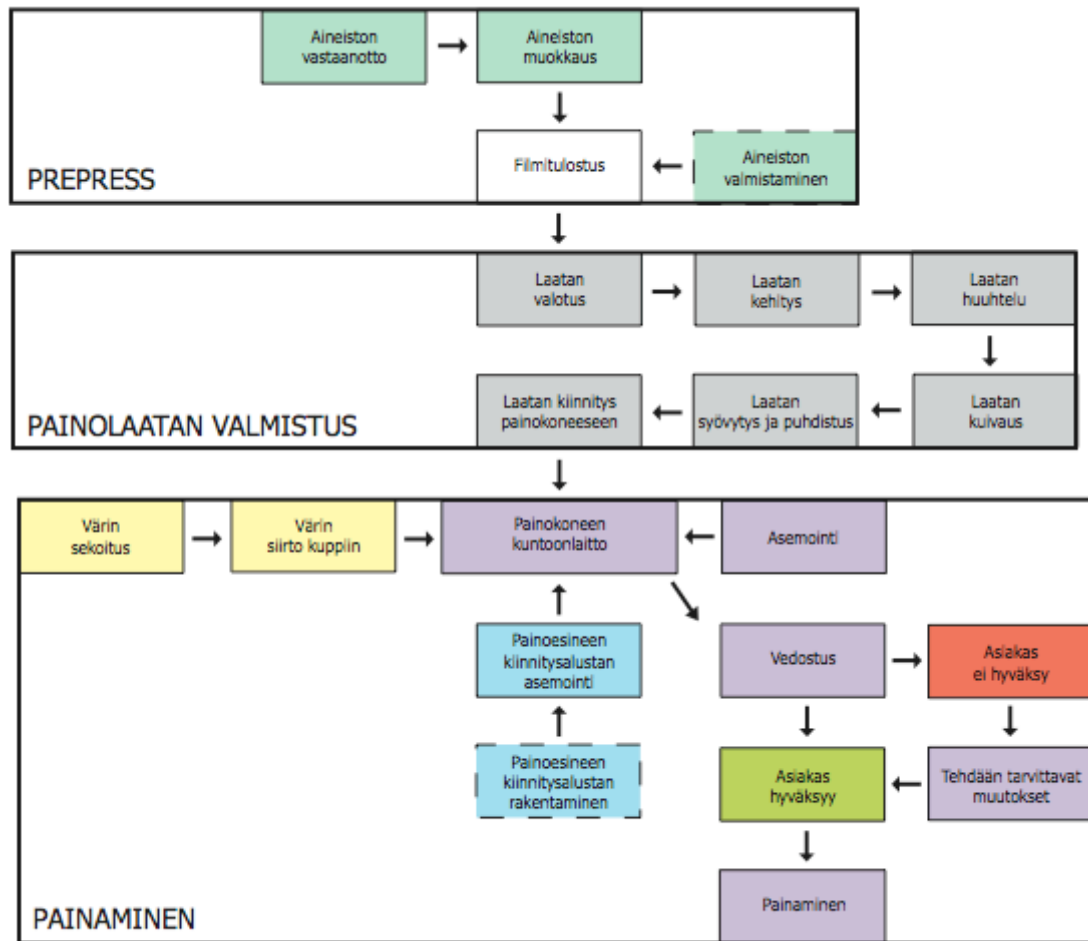 Aineiston
vastaanotto
Aineiston
muokkaus
Filmitulostus
Aineiston
valmistaminen
PREPRESS
Laatan
valotus
Laatan
kehitys
Laatan
huuhtelu
Laatan kiinnitys
painokoneeseen
Laatan
syövytys ja puhdistus
Laatan
kuivaus
PAINOLAATAN VALMISTUS
Värin
sekoitus
Värin
siirto kuppiin
Painokoneen
kuntoonlaitto
Asemointi
Painoesineen
kiinnitysalustan
asemointi
Vedostus
Asiakas
ei hyväksy
Painoesineen
kiinnitysalustan
rakentaminen
Asiakas
hyväksyy
Tehdään tarvittavat
muutokset
Painaminen
PAINAMINEN